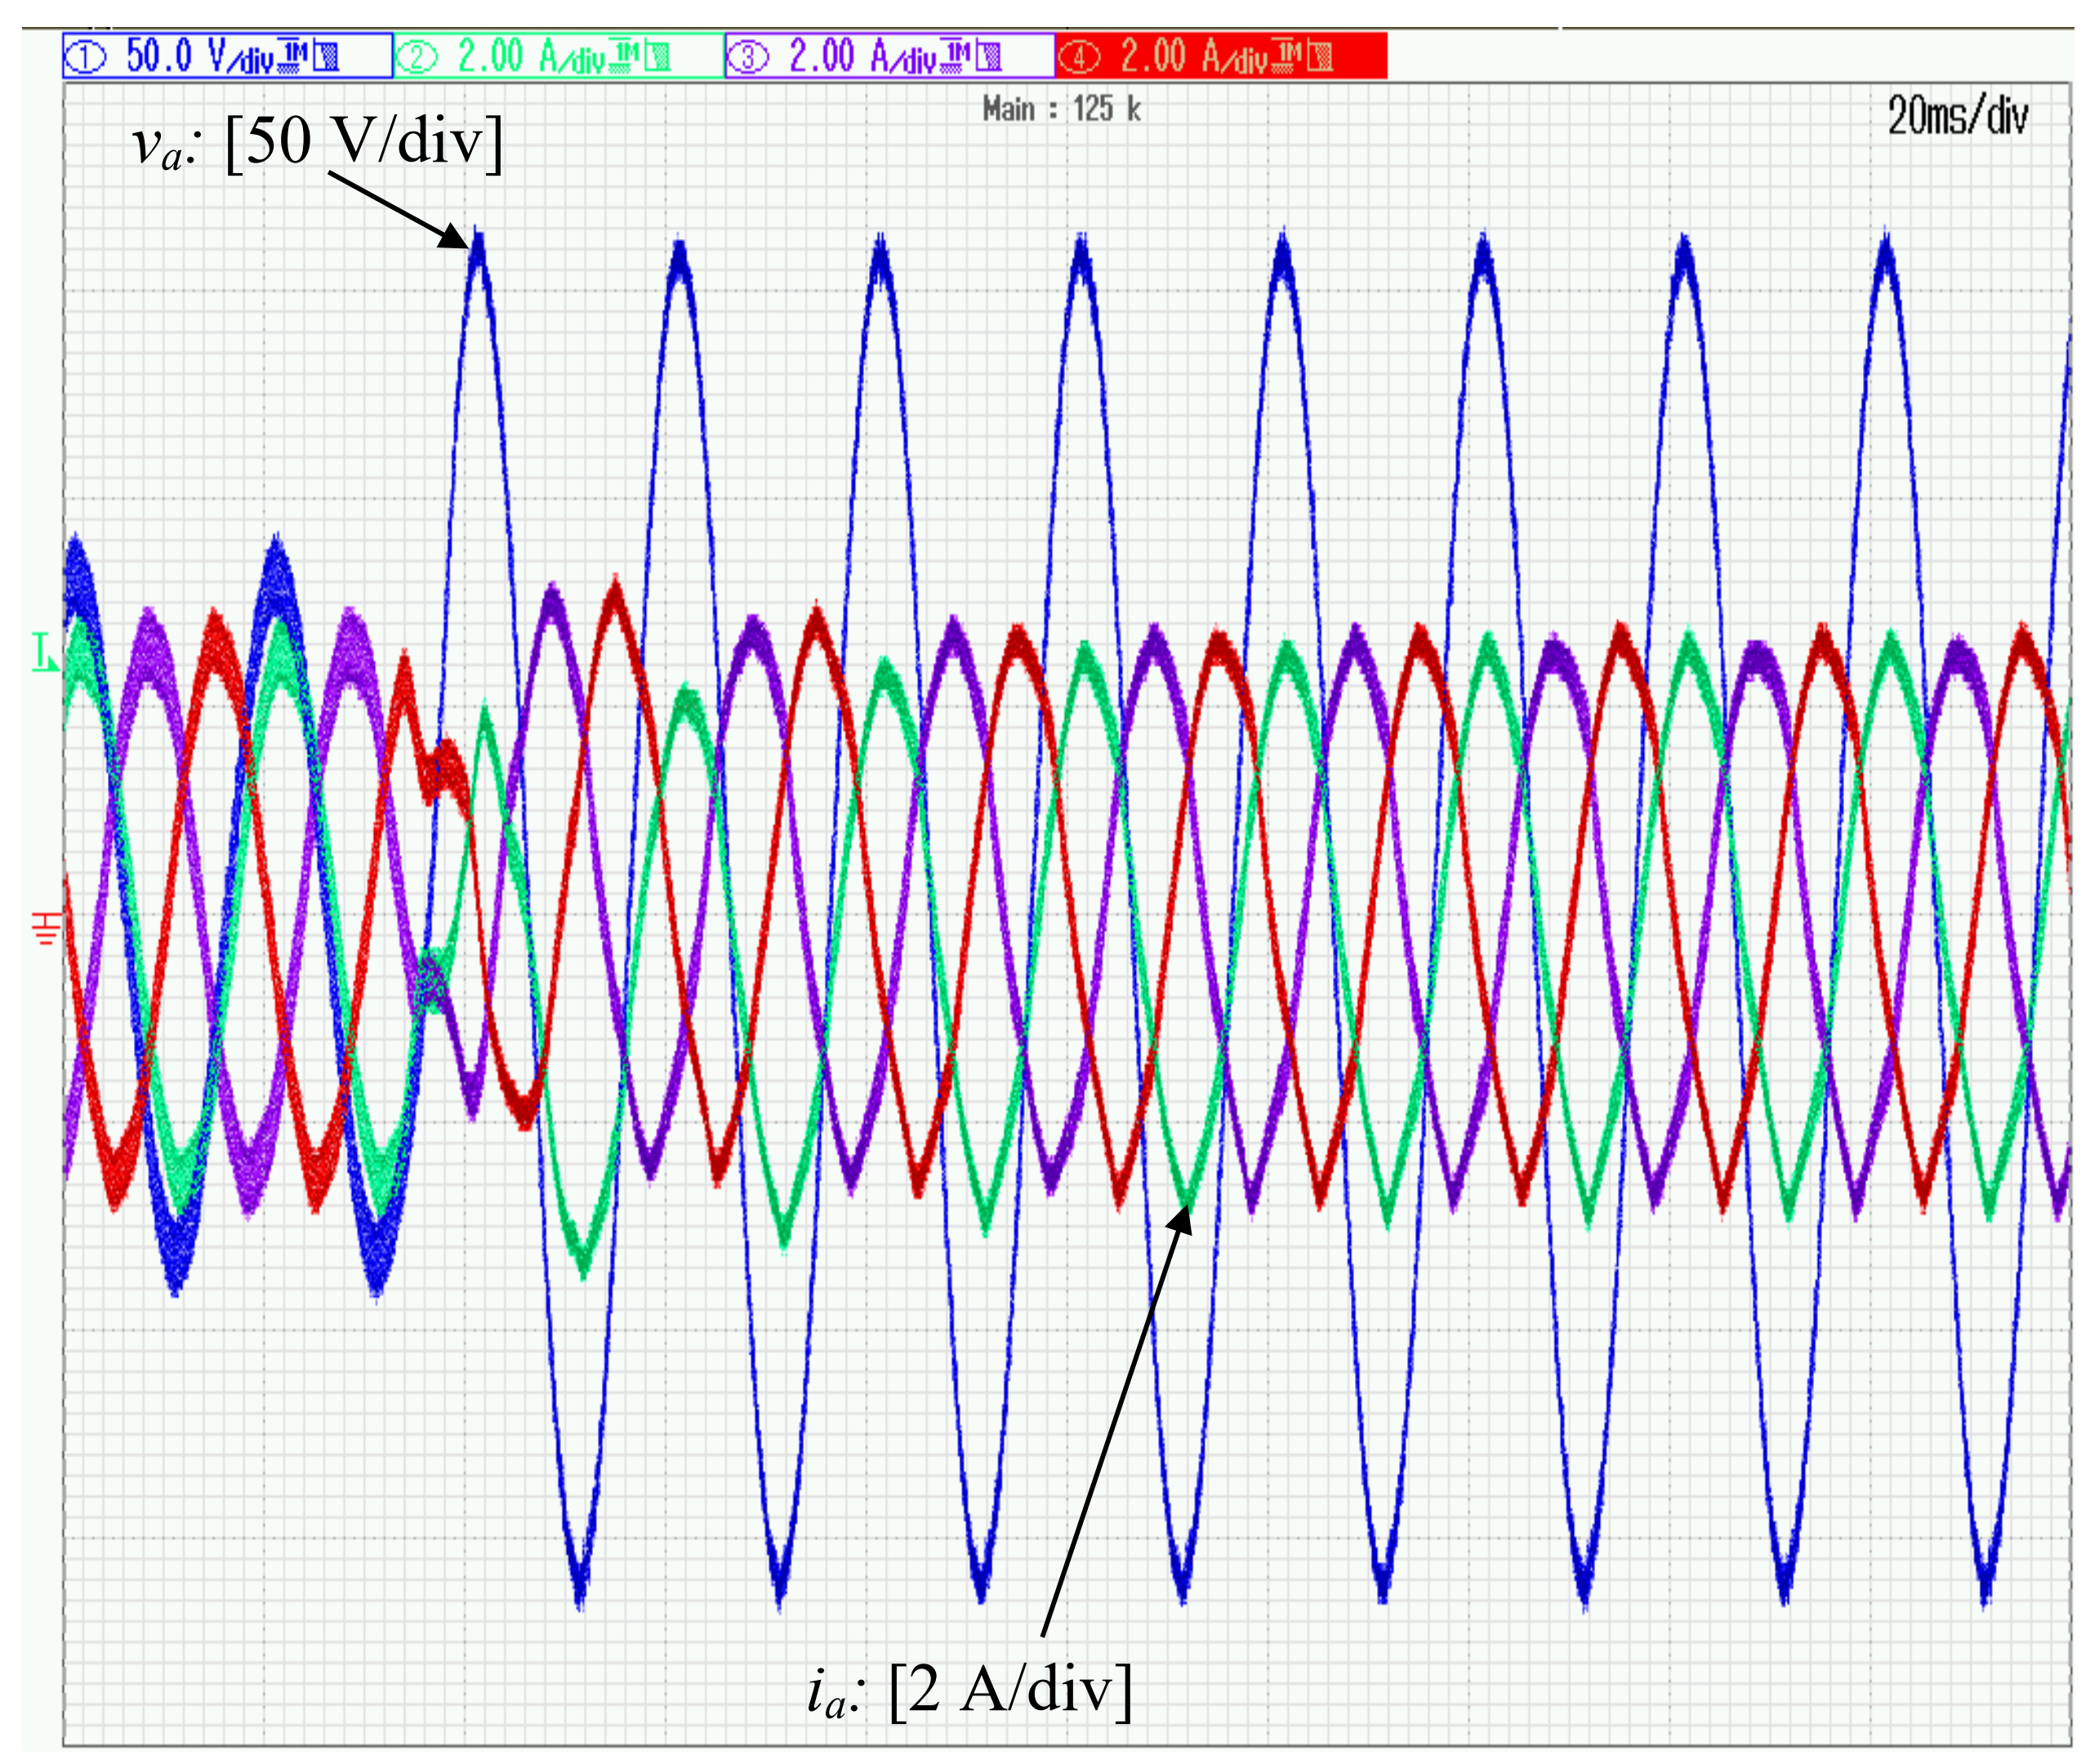 ① 50.0 V/div 1M ② 2.00 A/div 1M ③ 2.00 A/div 1M ④ 2.00 A/div 1M
Main : 125 k
20ms/div
va: [50 V/div]
ia: [2 A/div]